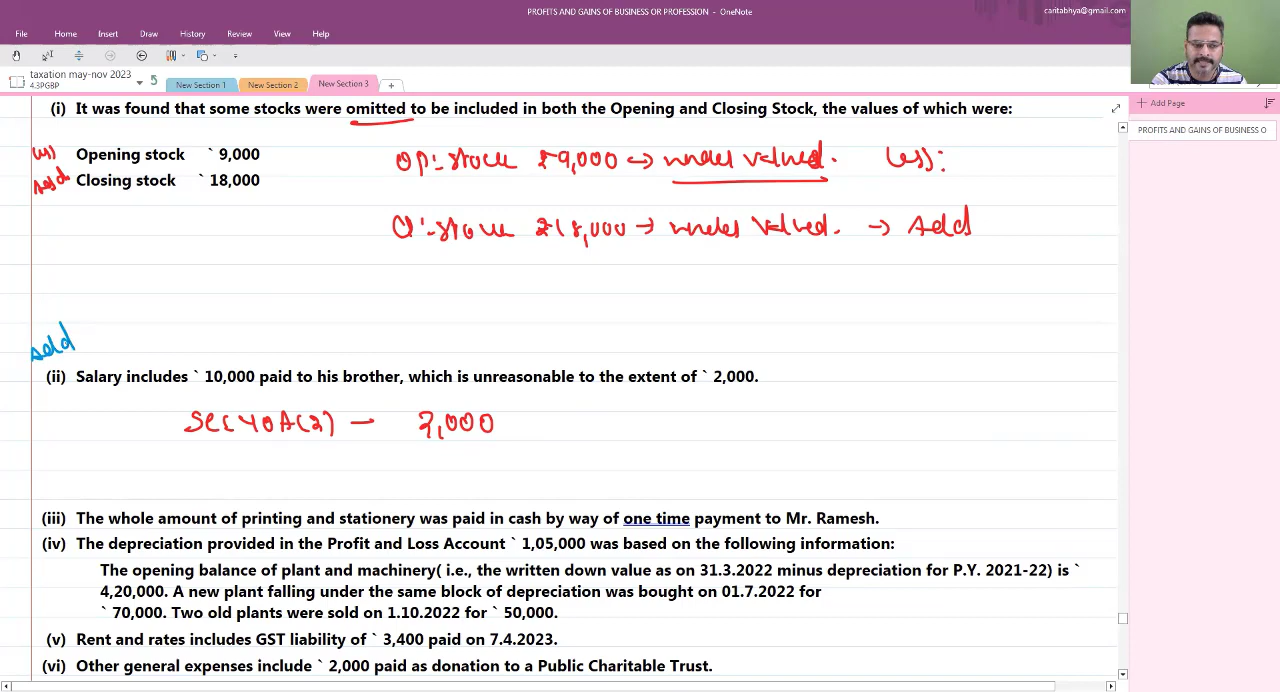 PROFITS AND GAINS OF BUSINESS OR PROFESSION - OneNote
caritabhya@gmail.com
File Home Insert Draw History Review View Help
taxation may-nov 2023
4.3PGBP
5
New Section 1 New Section 2 New Section 3 +
Add Page
PROFITS AND GAINS OF BUSINESS O
(i) It was found that some stocks were omitted to be included in both the Opening and Closing Stock, the values of which were:
Less Opening stock ` 9,000
Op: stock ₹9,000 → under valued. Less:
Add Closing stock ` 18,000
Cl: stock ₹18,000 → under valued. → Add
Add
(ii) Salary includes ` 10,000 paid to his brother, which is unreasonable to the extent of ` 2,000.
Sec 40A(2) — 2,000
(iii) The whole amount of printing and stationery was paid in cash by way of one time payment to Mr. Ramesh.
(iv) The depreciation provided in the Profit and Loss Account ` 1,05,000 was based on the following information:
The opening balance of plant and machinery( i.e., the written down value as on 31.3.2022 minus depreciation for P.Y. 2021-22) is `
4,20,000. A new plant falling under the same block of depreciation was bought on 01.7.2022 for
` 70,000. Two old plants were sold on 1.10.2022 for ` 50,000.
(v) Rent and rates includes GST liability of ` 3,400 paid on 7.4.2023.
(vi) Other general expenses include ` 2,000 paid as donation to a Public Charitable Trust.